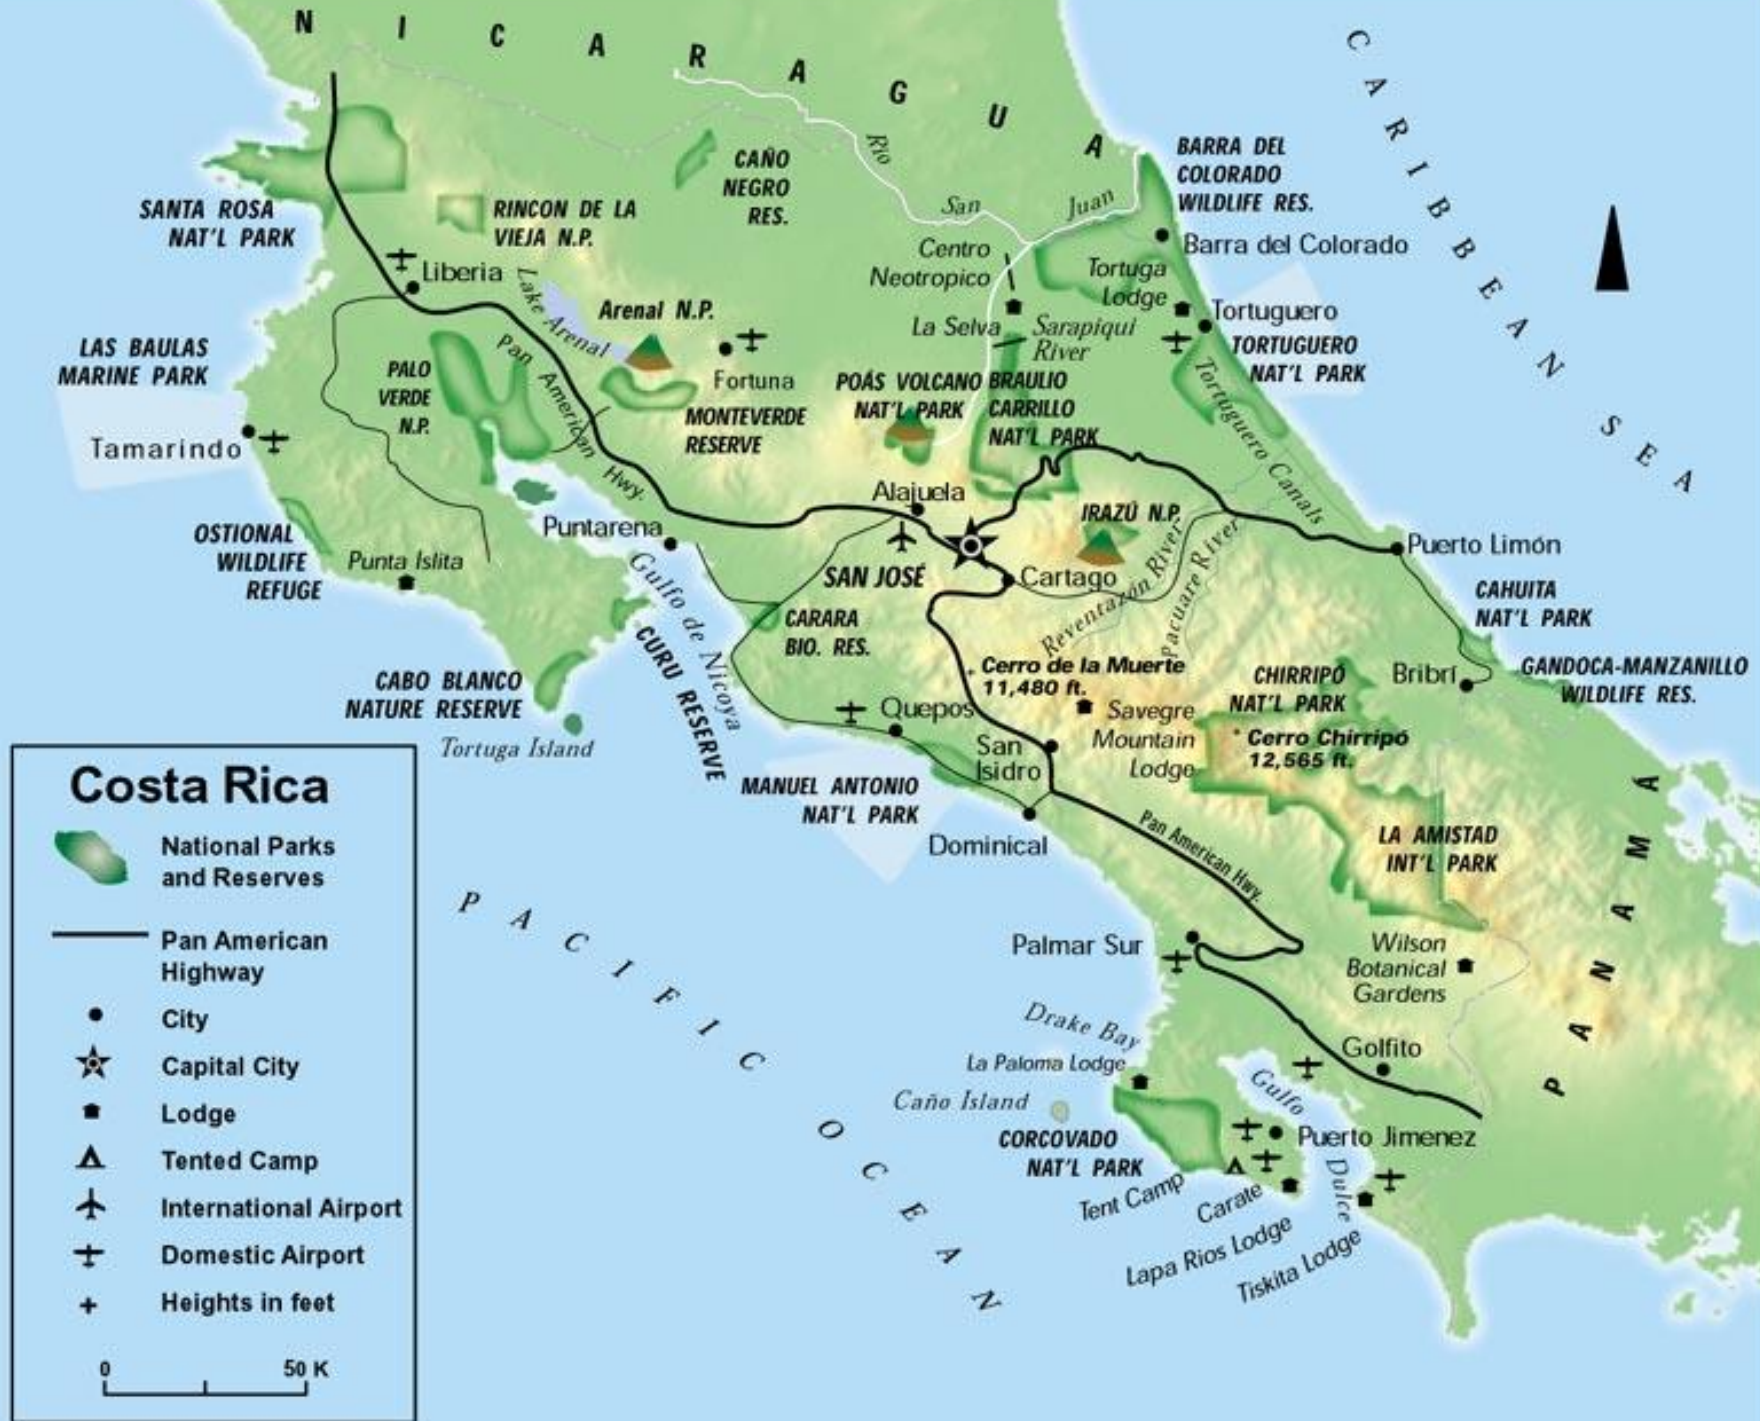 NICARAGUA
CARIBBEAN SEA
BARRA DEL
COLORADO
WILDLIFE RES.
CAÑO
NEGRO
RES.
Rio
San
Juan
SANTA ROSA
NAT'L PARK
RINCON DE LA
VIEJA N.P.
Centro
Neotropico
Barra del Colorado
Liberia
Tortuga
Lodge
Lake Arenal
Arenal N.P.
La Selva
Sarapiqui
River
Tortuguero
TORTUGUERO
NAT'L PARK
LAS BAULAS
MARINE PARK
PALO
VERDE
N.P.
Pan American Hwy.
Fortuna
POÁS VOLCANO
NAT'L PARK
BRAULIO
CARRILLO
NAT'L PARK
Tortuguero Canals
MONTEVERDE
RESERVE
Tamarindo
Alajuela
IRAZÚ N.P.
OSTIONAL
WILDLIFE
REFUGE
Puntarena
Punta Islita
SAN JOSÉ
Cartago
Reventazón River
Pacuare River
Puerto Limón
Gulfo de Nicoya
CARARA
BIO. RES.
CAHUITA
NAT'L PARK
CURU RESERVE
Cerro de la Muerte
11,480 ft.
CHIRRIPÓ
NAT'L PARK
Bribrí
GANDOCA-MANZANILLO
WILDLIFE RES.
CABO BLANCO
NATURE RESERVE
Tortuga Island
Quepos
Savegre
Mountain
Lodge
San
Isidro
Cerro Chirripó
12,565 ft.
MANUEL ANTONIO
NAT'L PARK
Dominical
Pan American Hwy.
LA AMISTAD
INT'L PARK
PANAMÁ
PACIFIC OCEAN
Palmar Sur
Wilson
Botanical
Gardens
Drake Bay
La Paloma Lodge
Golfito
Caño Island
Gulfo Dulce
CORCOVADO
NAT'L PARK
Puerto Jimenez
Tent Camp
Carate
Lapa Rios Lodge
Tiskita Lodge
Costa Rica
National Parks
and Reserves
Pan American
Highway
City
Capital City
Lodge
Tented Camp
International Airport
Domestic Airport
Heights in feet
0 50 K